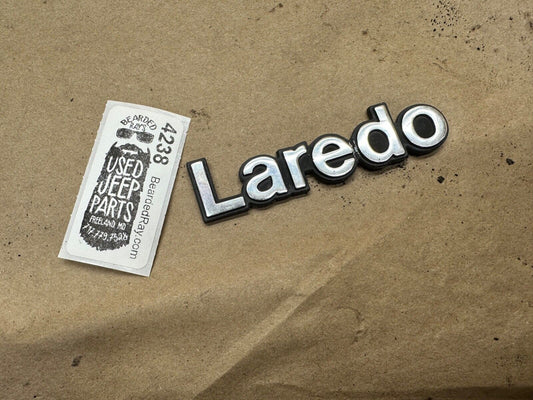 BEARDED
RAY'S
USED
JEEP
PARTS
FREELAND, MD
4238
BeardedRay.com
Laredo